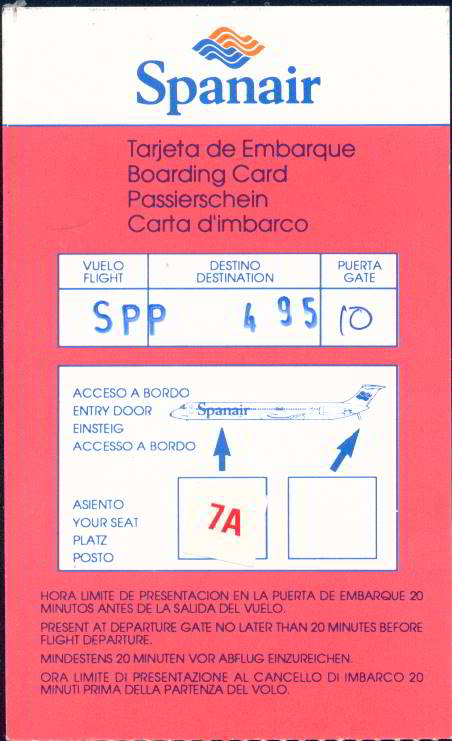 Spanair
Tarjeta de Embarque
Boarding Card
Passierschein
Carta d'imbarco
VUELO DESTINO PUERTA
FLIGHT DESTINATION GATE
SPP 495 10
ACCESO A BORDO
ENTRY DOOR Spanair
EINSTEIG
ACCESSO A BORDO
ASIENTO
YOUR SEAT 7A
PLATZ
POSTO
HORA LIMITE DE PRESENTACION EN LA PUERTA DE EMBARQUE 20
MINUTOS ANTES DE LA SALIDA DEL VUELO.
PRESENT AT DEPARTURE GATE NO LATER THAN 20 MINUTES BEFORE
FLIGHT DEPARTURE.
MINDESTENS 20 MINUTEN VOR ABFLUG EINZUREICHEN.
ORA LIMITE DI PRESENTAZIONE AL CANCELLO DI IMBARCO 20
MINUTI PRIMA DELLA PARTENZA DEL VOLO.